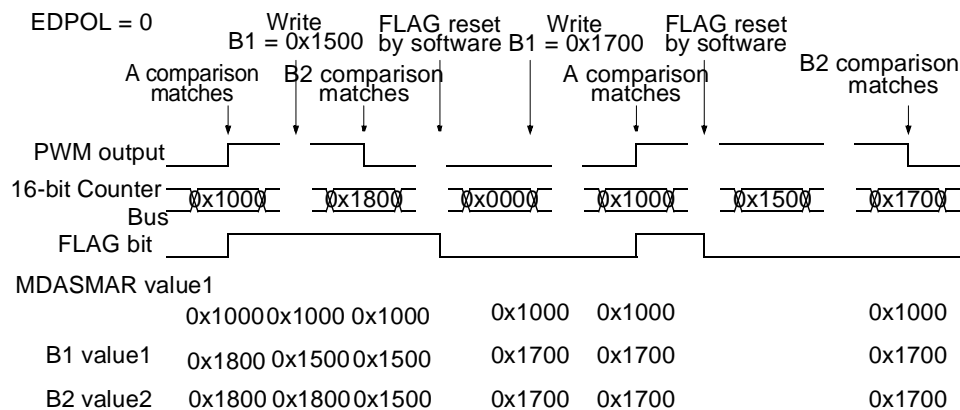 EDPOL = 0
Write
B1 = 0x1500
FLAG reset
by software
Write
B1 = 0x1700
FLAG reset
by software
A comparison
matches
B2 comparison
matches
A comparison
matches
B2 comparison
matches
PWM output
16-bit Counter
Bus
0x1000 0x1800 0x0000 0x1000 0x1500 0x1700
FLAG bit
MDASMAR value1
0x1000 0x1000 0x1000 0x1000 0x1000 0x1000
B1 value1 0x1800 0x1500 0x1500 0x1700 0x1700 0x1700
B2 value2 0x1800 0x1800 0x1500 0x1700 0x1700 0x1700